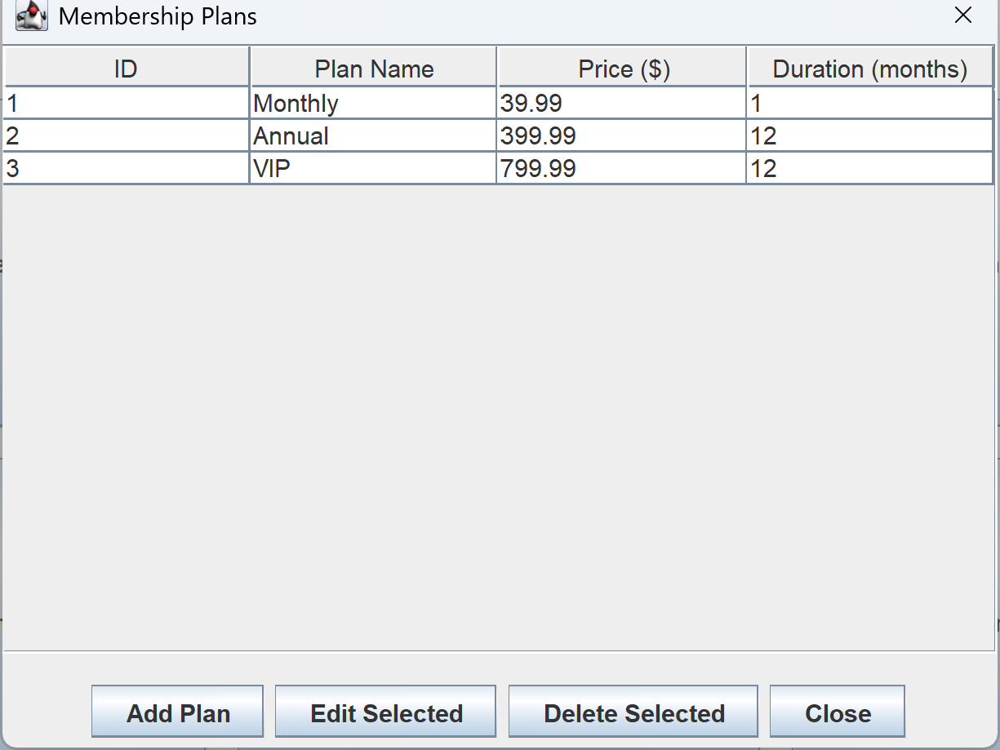 Membership Plans
ID Plan Name Price ($) Duration (months)
1 Monthly 39.99 1
2 Annual 399.99 12
3 VIP 799.99 12
Add Plan Edit Selected Delete Selected Close